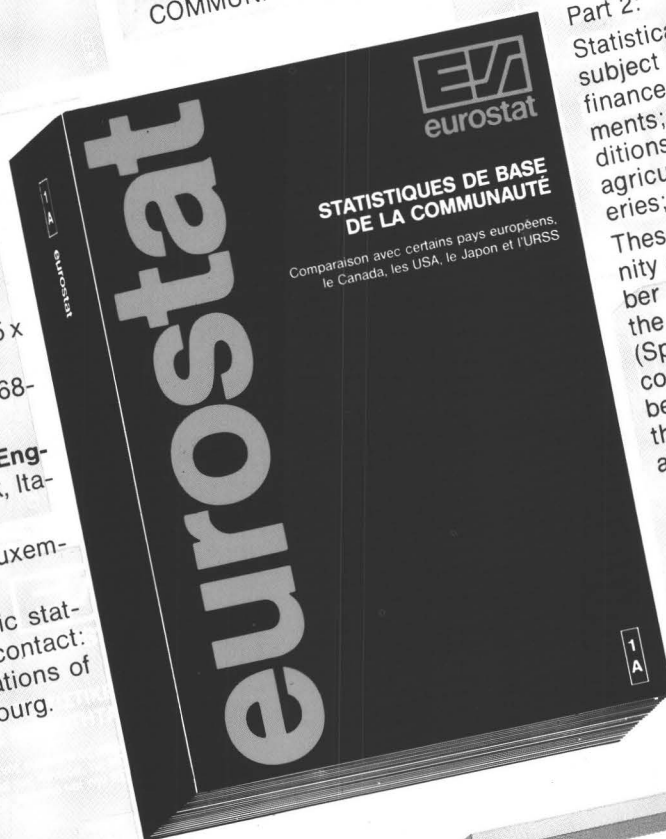 COMMUN
5 x
68-
Eng-
, Ita-
uxem-
ic stat-
contact:
ations of
ourg.
1 A
eurostat
eurostat
eurostat
STATISTIQUES DE BASE
DE LA COMMUNAUTÉ
Comparaison avec certains pays européens,
le Canada, les USA, le Japon et l'URSS
1
A
Part 2:
Statistica
subject
finance
ments;
ditions
agricu
eries;
Thes
nity
ber
the
(Sp
co
be
th
a